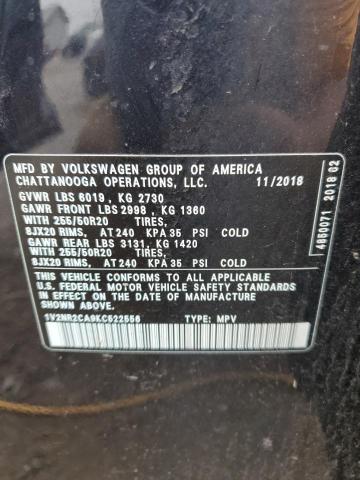 MFD BY VOLKSWAGEN GROUP OF AMERICA
CHATTANOOGA OPERATIONS, LLC. 11/2018
GVWR LBS 6019 , KG 2730
GAWR FRONT LBS 2998 , KG 1360
WITH 255/50R20 TIRES,
8JX20 RIMS, AT 240 KPA 35 PSI COLD
GAWR REAR LBS 3131, KG 1420
WITH 255/50R20 TIRES,
8JX20 RIMS, AT 240 KPA 35 PSI COLD
THIS VEHICLE CONFORMS TO ALL APPLICABLE
U.S. FEDERAL MOTOR VEHICLE SAFETY STANDARDS
IN EFFECT ON THE DATE OF MANUFACTURE
SHOWN ABOVE.
1V2NR2CA9KC522556 TYPE: MPV
4850071 2018 02